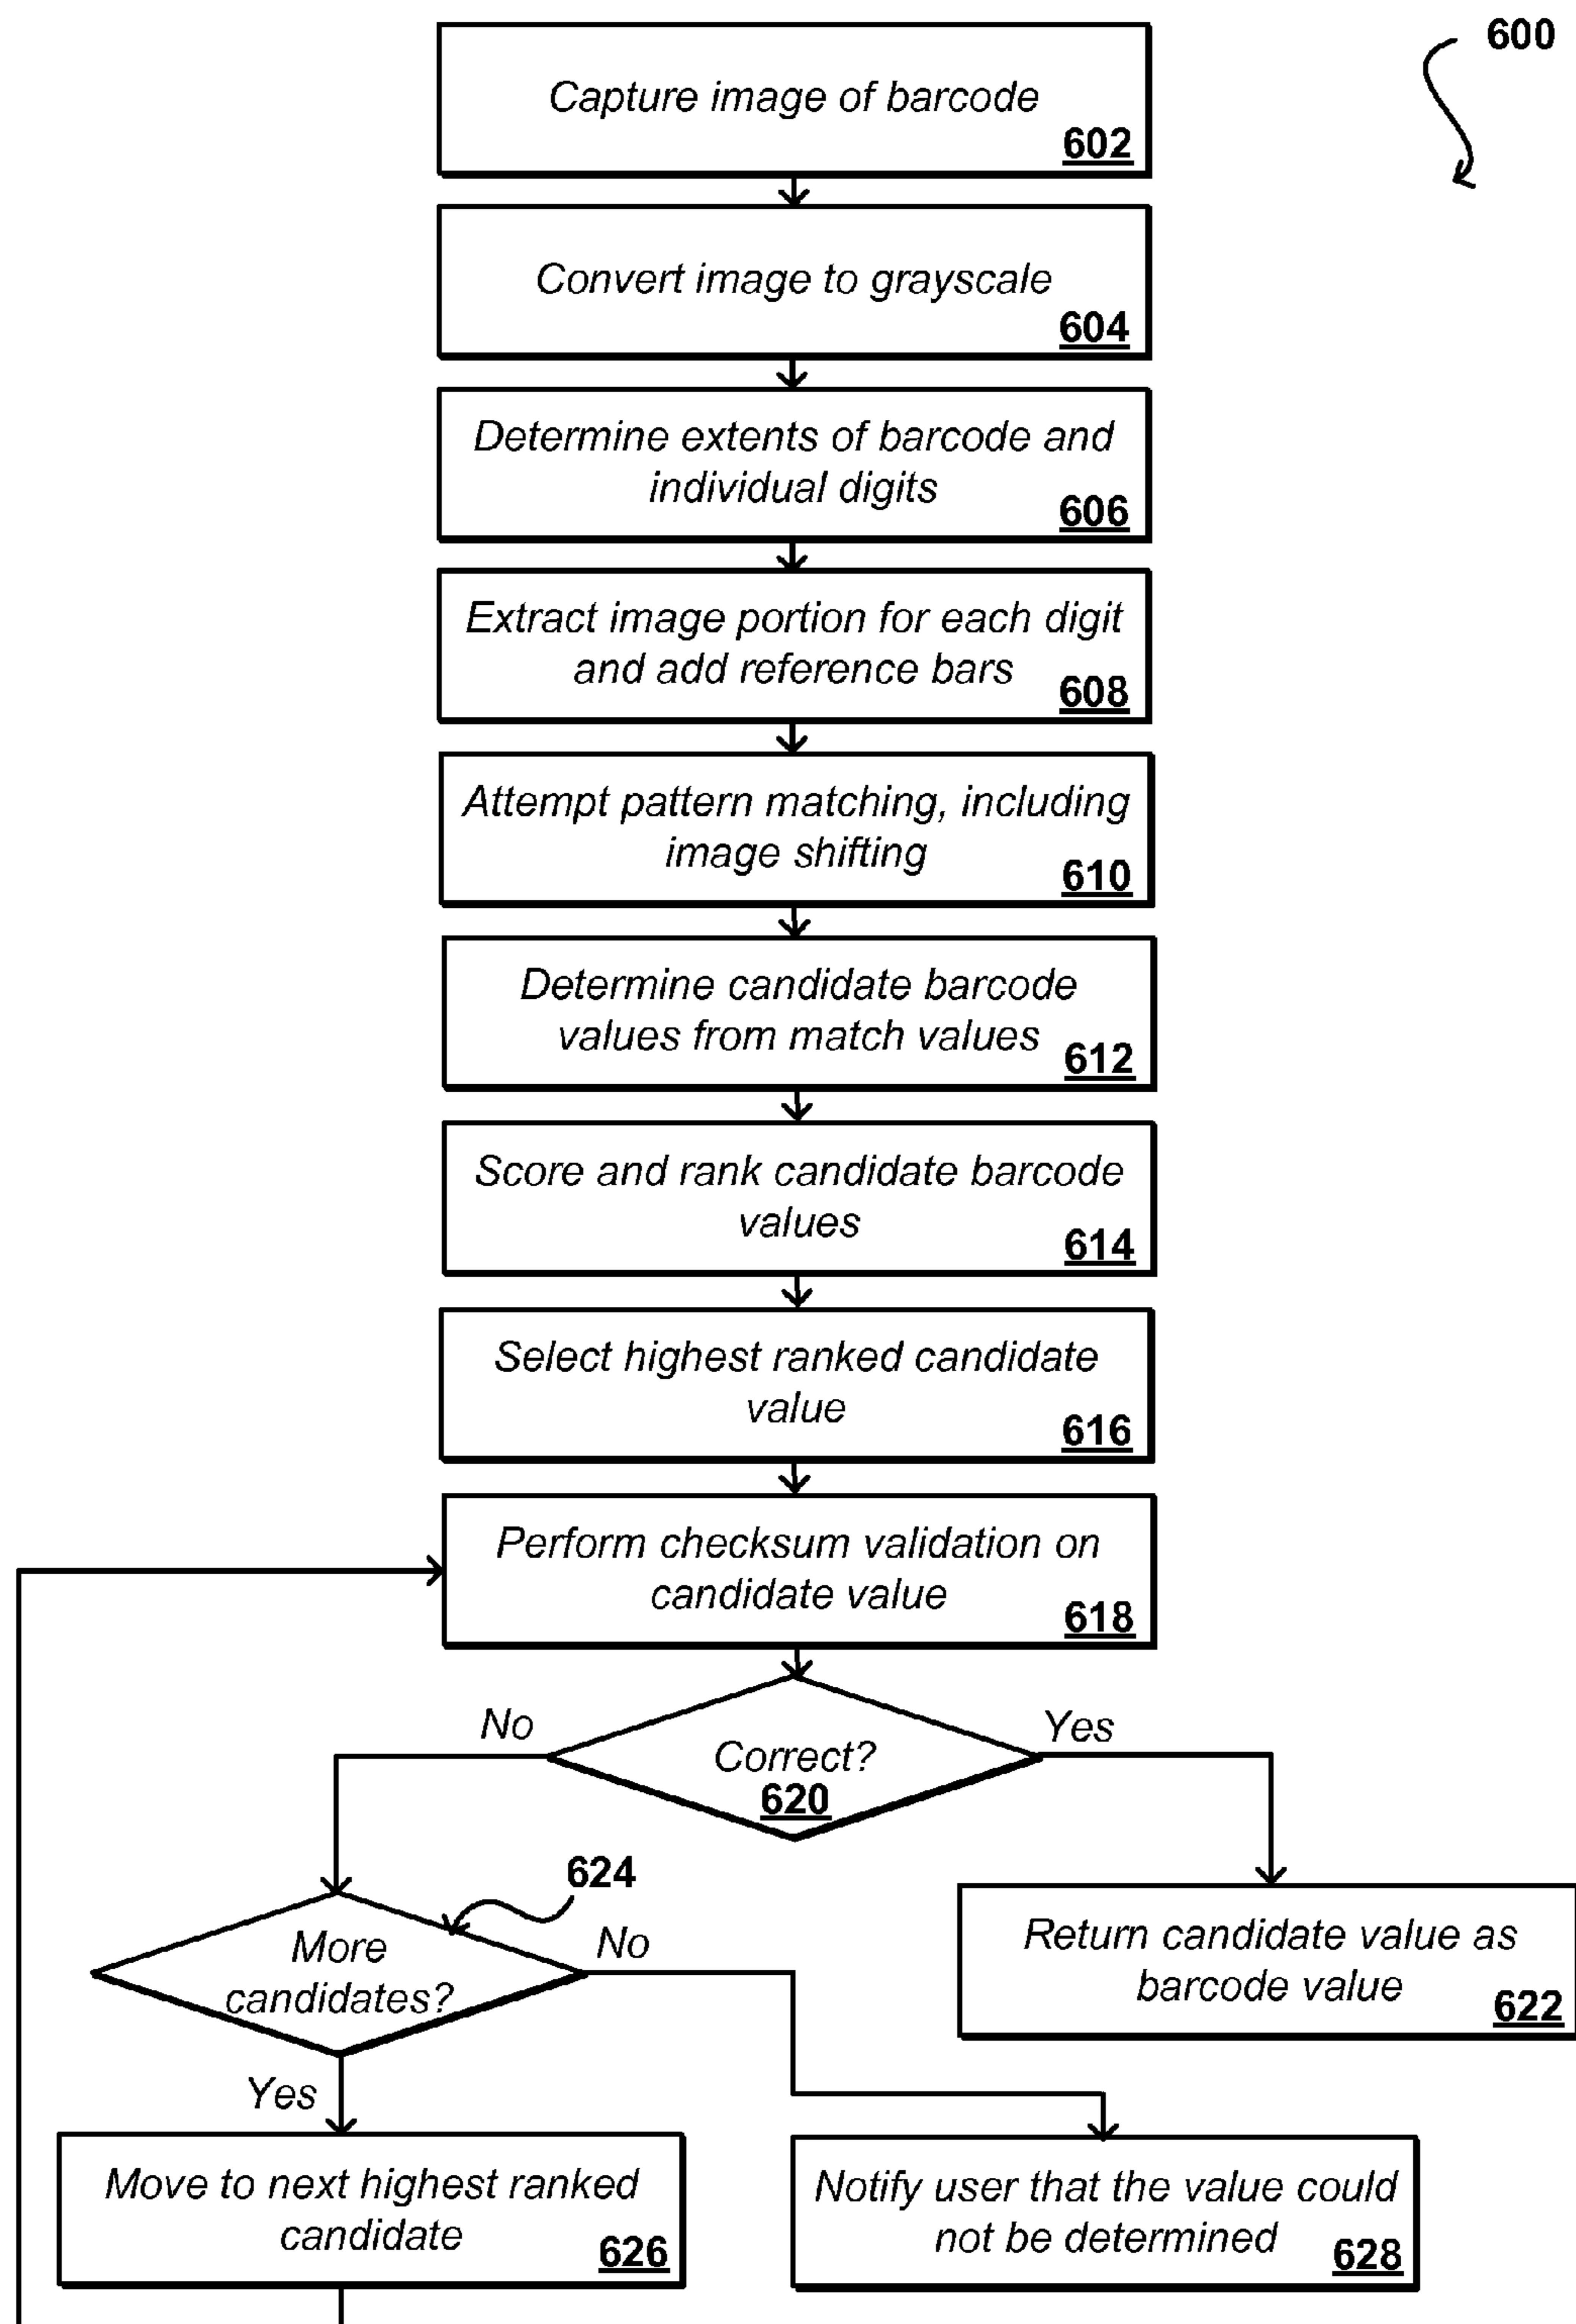 600
Capture image of barcode
602
Convert image to grayscale
604
Determine extents of barcode and
individual digits
606
Extract image portion for each digit
and add reference bars
608
Attempt pattern matching, including
image shifting
610
Determine candidate barcode
values from match values
612
Score and rank candidate barcode
values
614
Select highest ranked candidate
value
616
Perform checksum validation on
candidate value
618
No
Yes
Correct?
620
624
More
candidates?
No
Return candidate value as
barcode value
622
Yes
Move to next highest ranked
candidate
626
Notify user that the value could
not be determined
628